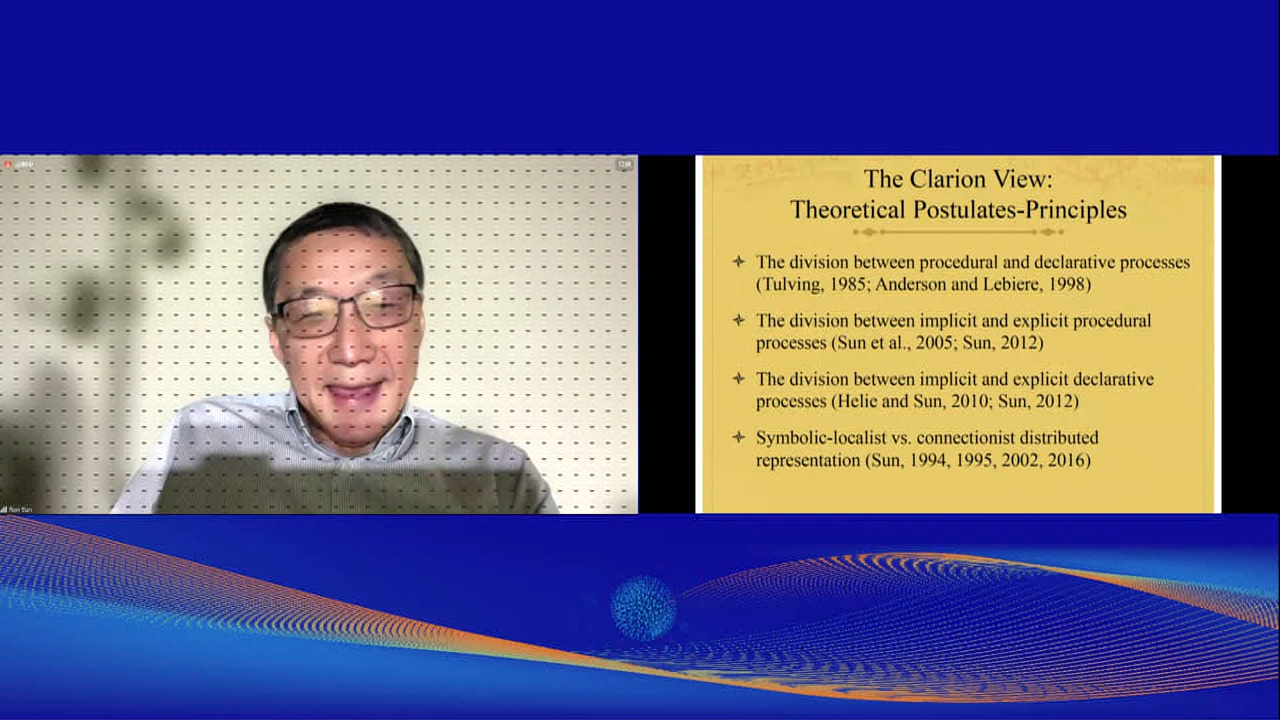 The Clarion View:
Theoretical Postulates-Principles
The division between procedural and declarative processes
(Tulving, 1985; Anderson and Lebiere, 1998)
The division between implicit and explicit procedural
processes (Sun et al., 2005; Sun, 2012)
The division between implicit and explicit declarative
processes (Helie and Sun, 2010; Sun, 2012)
Symbolic-localist vs. connectionist distributed
representation (Sun, 1994, 1995, 2002, 2016)